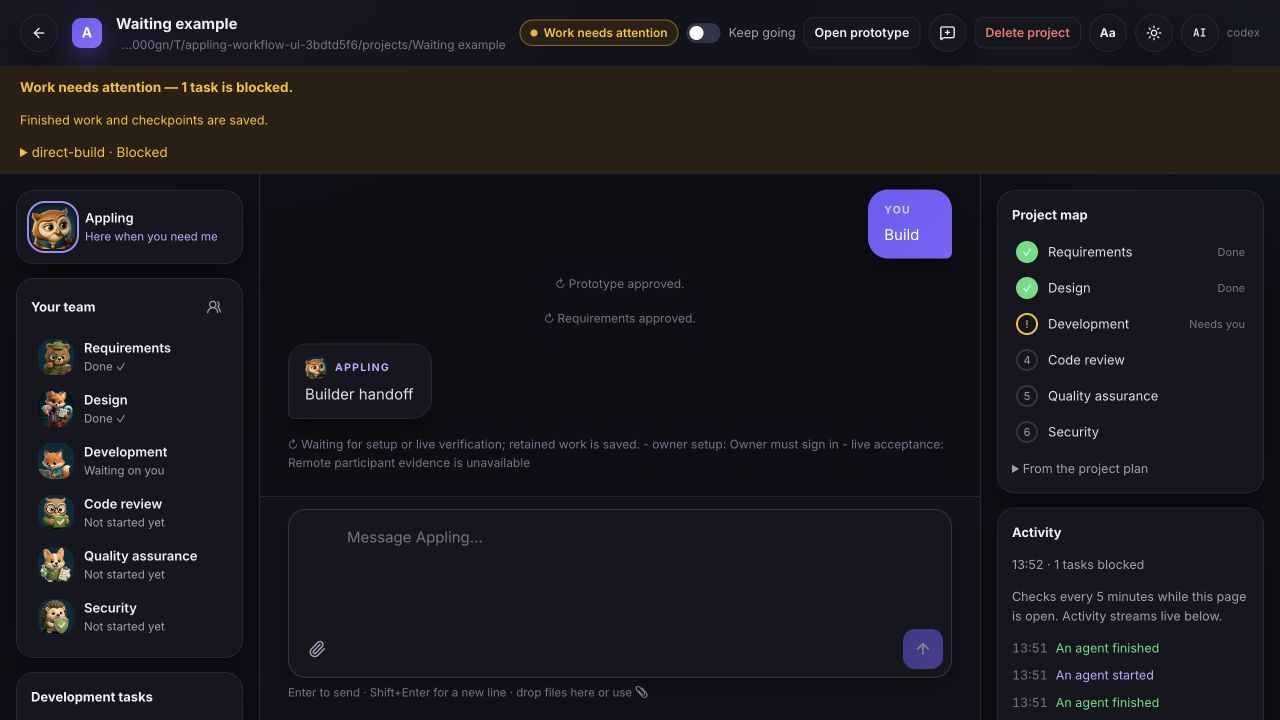 A
Waiting example
...000gn/T/appling-workflow-ui-3bdtd5f6/projects/Waiting example
Work needs attention
Keep going
Open prototype
Delete project
Aa
AI
codex
Work needs attention — 1 task is blocked.
Finished work and checkpoints are saved.
direct-build · Blocked
Appling
Here when you need me
Your team
Requirements
Done ✓
Design
Done ✓
Development
Waiting on you
Code review
Not started yet
Quality assurance
Not started yet
Security
Not started yet
Development tasks
YOU
Build
↻ Prototype approved.
↻ Requirements approved.
APPLING
Builder handoff
↻ Waiting for setup or live verification; retained work is saved. - owner setup: Owner must sign in - live acceptance:
Remote participant evidence is unavailable
Message Appling...
Enter to send · Shift+Enter for a new line · drop files here or use 📎
Project map
Requirements Done
Design Done
! Development Needs you
4 Code review
5 Quality assurance
6 Security
From the project plan
Activity
13:52 · 1 tasks blocked
Checks every 5 minutes while this page
is open. Activity streams live below.
13:51 An agent finished
13:51 An agent started
13:51 An agent finished